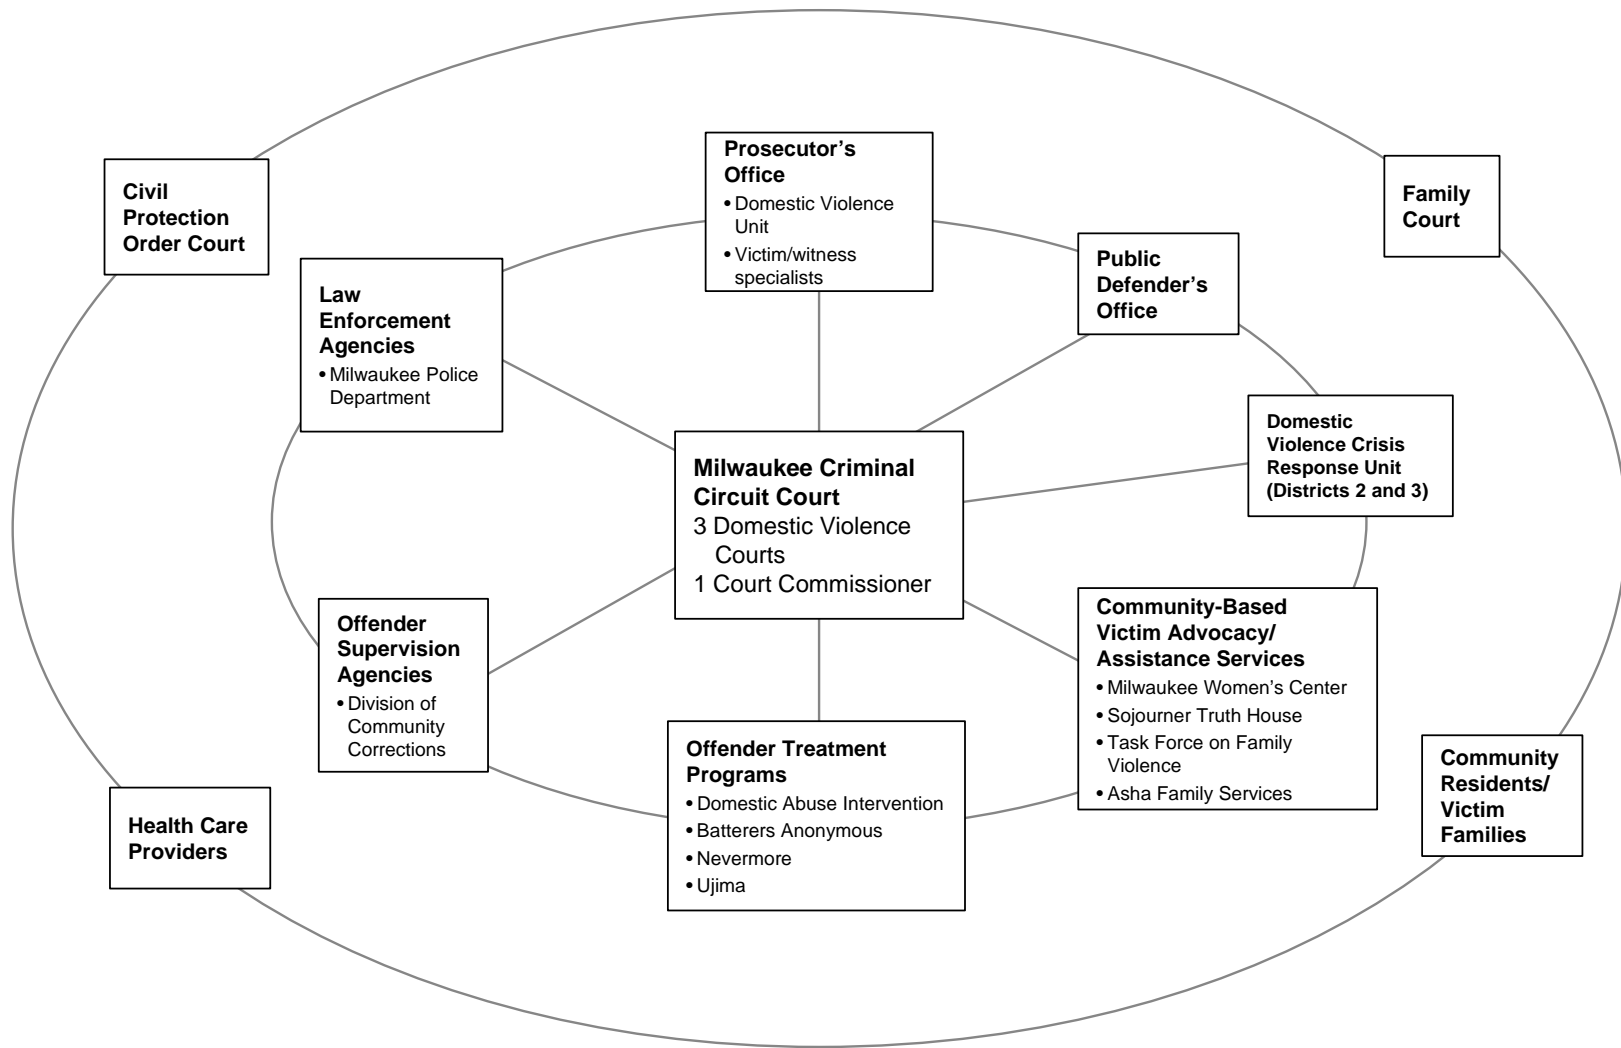 Prosecutor’s
Office
• Domestic Violence
Unit
• Victim/witness
specialists
Civil
Protection
Order Court
Family
Court
Public
Defender’s
Office
Law
Enforcement
Agencies
• Milwaukee Police
Department
Domestic
Violence Crisis
Response Unit
(Districts 2 and 3)
Milwaukee Criminal
Circuit Court
3 Domestic Violence
Courts
1 Court Commissioner
Offender
Supervision
Agencies
• Division of
Community
Corrections
Community-Based
Victim Advocacy/
Assistance Services
• Milwaukee Women’s Center
• Sojourner Truth House
• Task Force on Family
Violence
• Asha Family Services
Offender Treatment
Programs
• Domestic Abuse Intervention
• Batterers Anonymous
• Nevermore
• Ujima
Community
Residents/
Victim
Families
Health Care
Providers